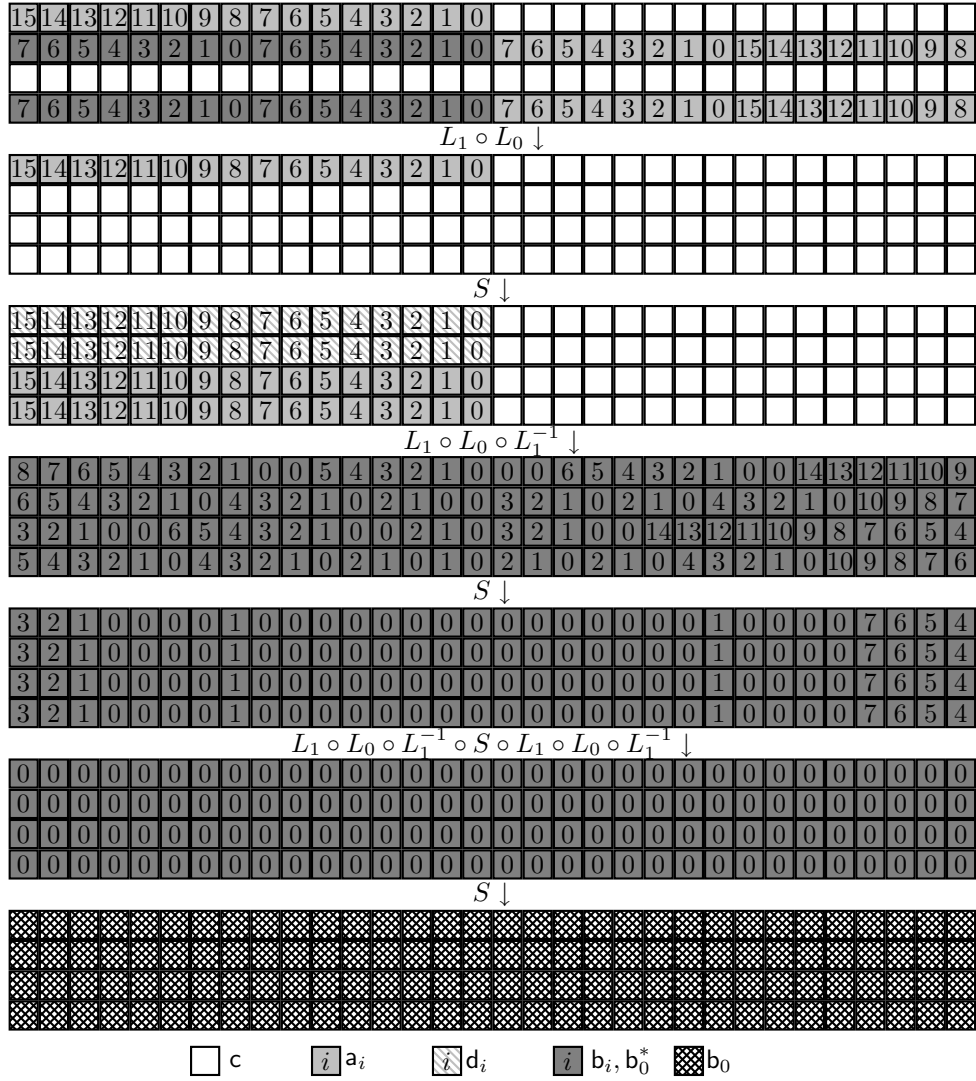 15 14 13 12 11 10 9 8 7 6 5 4 3 2 1 0
7 6 5 4 3 2 1 0 7 6 5 4 3 2 1 0 7 6 5 4 3 2 1 0 15 14 13 12 11 10 9 8
7 6 5 4 3 2 1 0 7 6 5 4 3 2 1 0 7 6 5 4 3 2 1 0 15 14 13 12 11 10 9 8
L₁ ∘ L₀ ↓
15 14 13 12 11 10 9 8 7 6 5 4 3 2 1 0
S ↓
15 14 13 12 11 10 9 8 7 6 5 4 3 2 1 0
15 14 13 12 11 10 9 8 7 6 5 4 3 2 1 0
15 14 13 12 11 10 9 8 7 6 5 4 3 2 1 0
15 14 13 12 11 10 9 8 7 6 5 4 3 2 1 0
L₁ ∘ L₀ ∘ L₁⁻¹ ↓
8 7 6 5 4 3 2 1 0 0 5 4 3 2 1 0 0 0 6 5 4 3 2 1 0 0 14 13 12 11 10 9
6 5 4 3 2 1 0 4 3 2 1 0 2 1 0 0 3 2 1 0 2 1 0 4 3 2 1 0 10 9 8 7
3 2 1 0 0 6 5 4 3 2 1 0 0 2 1 0 3 2 1 0 0 14 13 12 11 10 9 8 7 6 5 4
5 4 3 2 1 0 4 3 2 1 0 2 1 0 1 0 2 1 0 2 1 0 4 3 2 1 0 10 9 8 7 6
S ↓
3 2 1 0 0 0 0 1 0 0 0 0 0 0 0 0 0 0 0 0 0 0 0 1 0 0 0 0 7 6 5 4
3 2 1 0 0 0 0 1 0 0 0 0 0 0 0 0 0 0 0 0 0 0 0 1 0 0 0 0 7 6 5 4
3 2 1 0 0 0 0 1 0 0 0 0 0 0 0 0 0 0 0 0 0 0 0 1 0 0 0 0 7 6 5 4
3 2 1 0 0 0 0 1 0 0 0 0 0 0 0 0 0 0 0 0 0 0 0 1 0 0 0 0 7 6 5 4
L₁ ∘ L₀ ∘ L₁⁻¹ ∘ S ∘ L₁ ∘ L₀ ∘ L₁⁻¹ ↓
0 0 0 0 0 0 0 0 0 0 0 0 0 0 0 0 0 0 0 0 0 0 0 0 0 0 0 0 0 0 0 0
0 0 0 0 0 0 0 0 0 0 0 0 0 0 0 0 0 0 0 0 0 0 0 0 0 0 0 0 0 0 0 0
0 0 0 0 0 0 0 0 0 0 0 0 0 0 0 0 0 0 0 0 0 0 0 0 0 0 0 0 0 0 0 0
0 0 0 0 0 0 0 0 0 0 0 0 0 0 0 0 0 0 0 0 0 0 0 0 0 0 0 0 0 0 0 0
S ↓
c i aᵢ i dᵢ i bᵢ, b₀* b₀